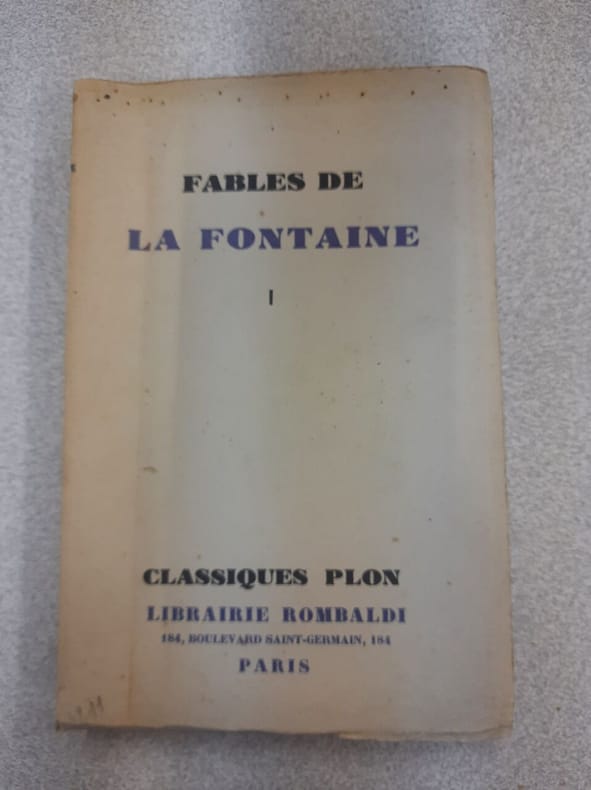 FABLES DE
LA FONTAINE
I
CLASSIQUES PLON
LIBRAIRIE ROMBALDI
184, BOULEVARD SAINT-GERMAIN, 184
PARIS